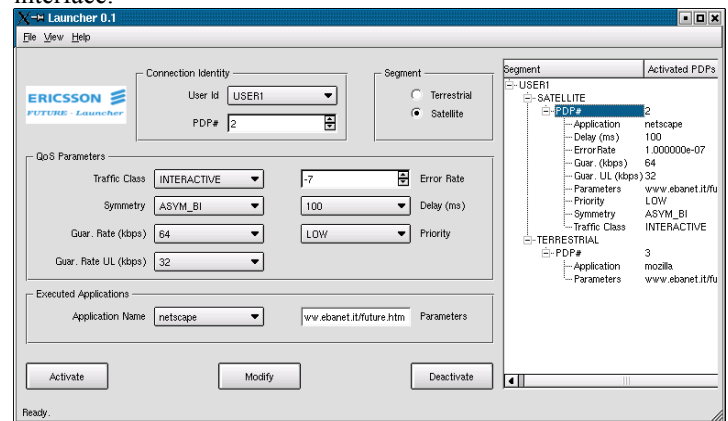 interface.
Launcher 0.1
File View Help
ERICSSON
FUTURE - Launcher
Connection Identity
User Id USER1
PDP# 2
Segment
Terrestrial
Satellite
QoS Parameters
Traffic Class INTERACTIVE -7 Error Rate
Symmetry ASYM_BI 100 Delay (ms)
Guar. Rate (kbps) 64 LOW Priority
Guar. Rate UL (kbps) 32
Executed Applications
Application Name netscape ww.ebanet.it/future.htm Parameters
Activate Modify Deactivate
Ready.
Segment Activated PDPs
USER1
SATELLITE
PDP# 2
Application netscape
Delay (ms) 100
ErrorRate 1.000000e-07
Guar. (kbps) 64
Guar. UL (kbps) 32
Parameters www.ebanet.it/fu
Priority LOW
Symmetry ASYM_BI
Traffic Class INTERACTIVE
TERRESTRIAL
PDP# 3
Application mozilla
Parameters www.ebanet.it/fu